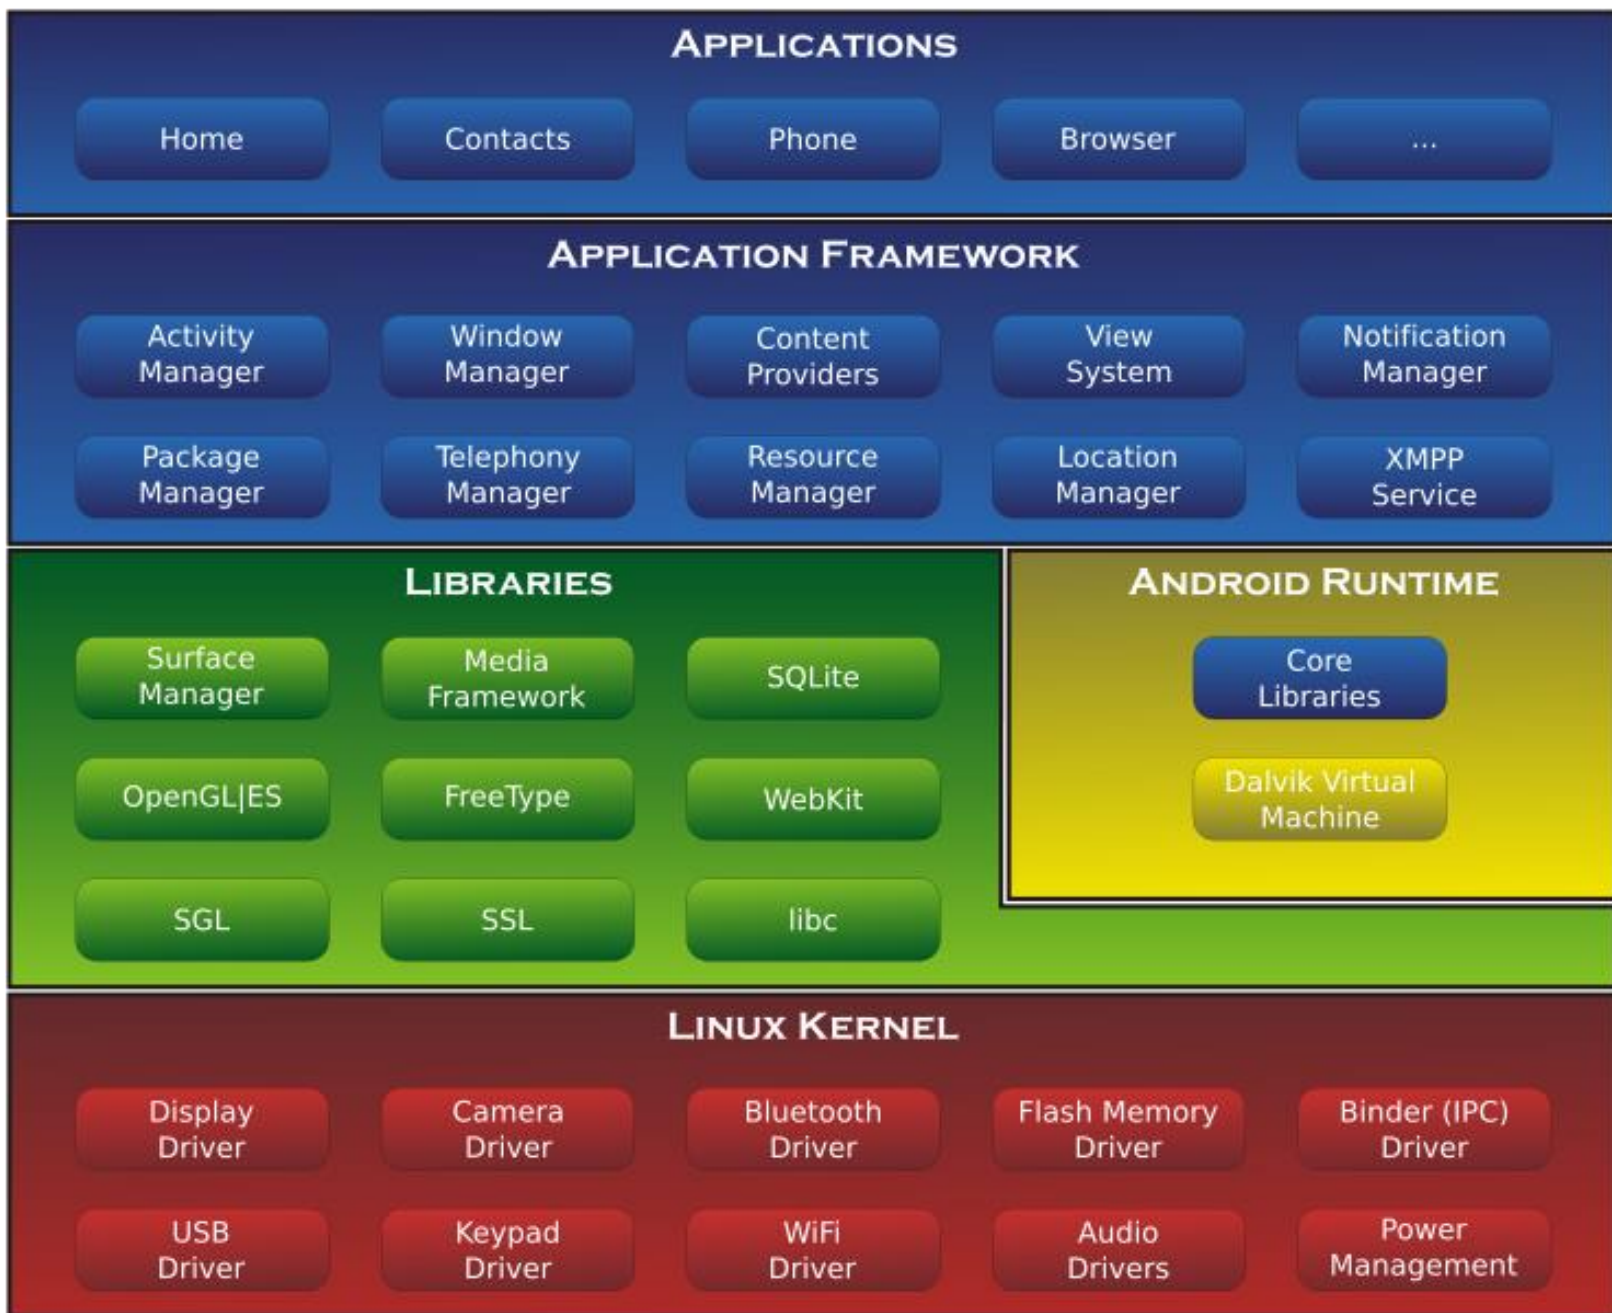 APPLICATIONS
Home
Contacts
Phone
Browser
...
APPLICATION FRAMEWORK
Activity
Manager
Window
Manager
Content
Providers
View
System
Notification
Manager
Package
Manager
Telephony
Manager
Resource
Manager
Location
Manager
XMPP
Service
LIBRARIES
Surface
Manager
Media
Framework
SQLite
OpenGL|ES
FreeType
WebKit
SGL
SSL
libc
ANDROID RUNTIME
Core
Libraries
Dalvik Virtual
Machine
LINUX KERNEL
Display
Driver
Camera
Driver
Bluetooth
Driver
Flash Memory
Driver
Binder (IPC)
Driver
USB
Driver
Keypad
Driver
WiFi
Driver
Audio
Drivers
Power
Management